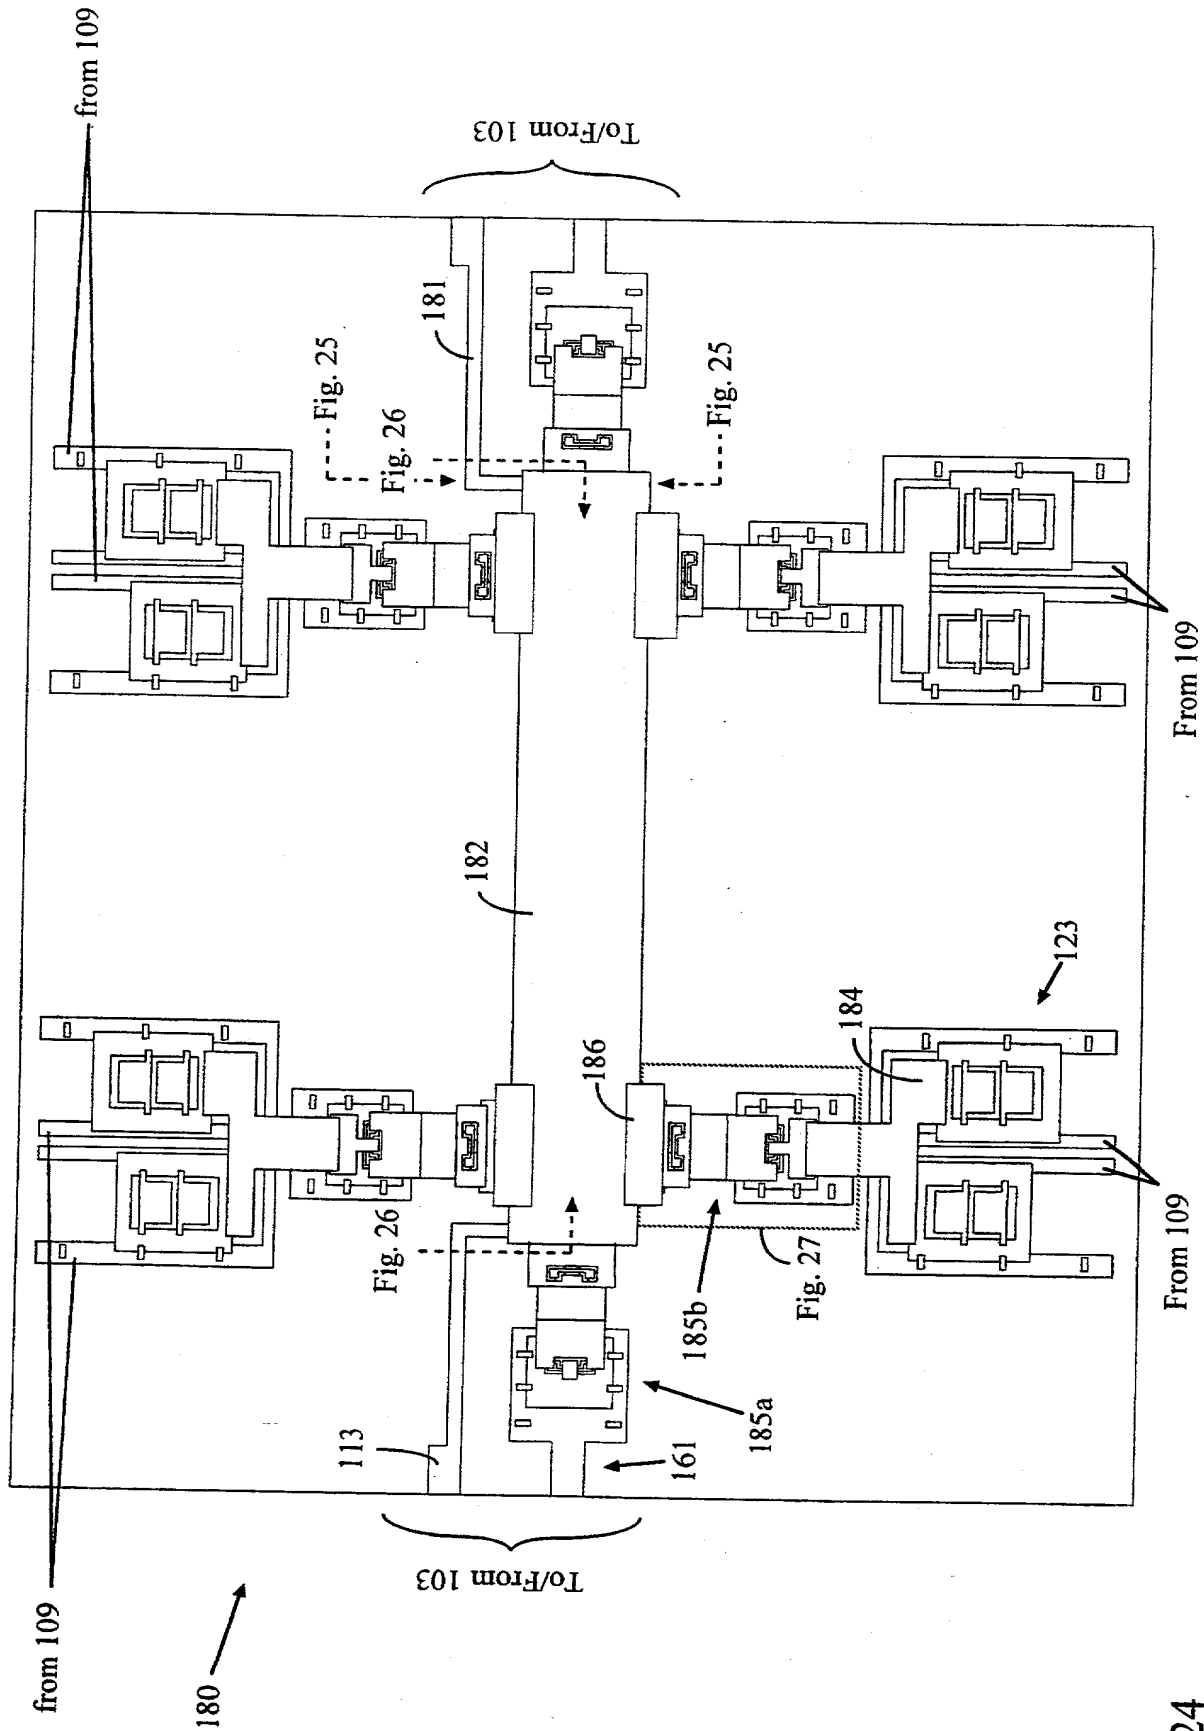 from 109
from 109
To/From 103
181
Fig. 25
Fig. 26
Fig. 25
182
186
184
123
From 109
From 109
Fig. 26
Fig. 27
185b
185a
113
161
To/From 103
180
24